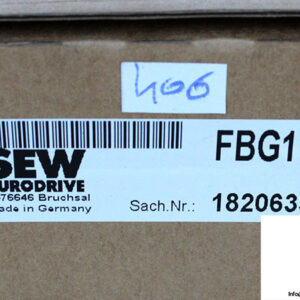 406
SEW
EURODRIVE
FBG1
D-76646 Bruchsal
Made in Germany
Sach.Nr.:
182063